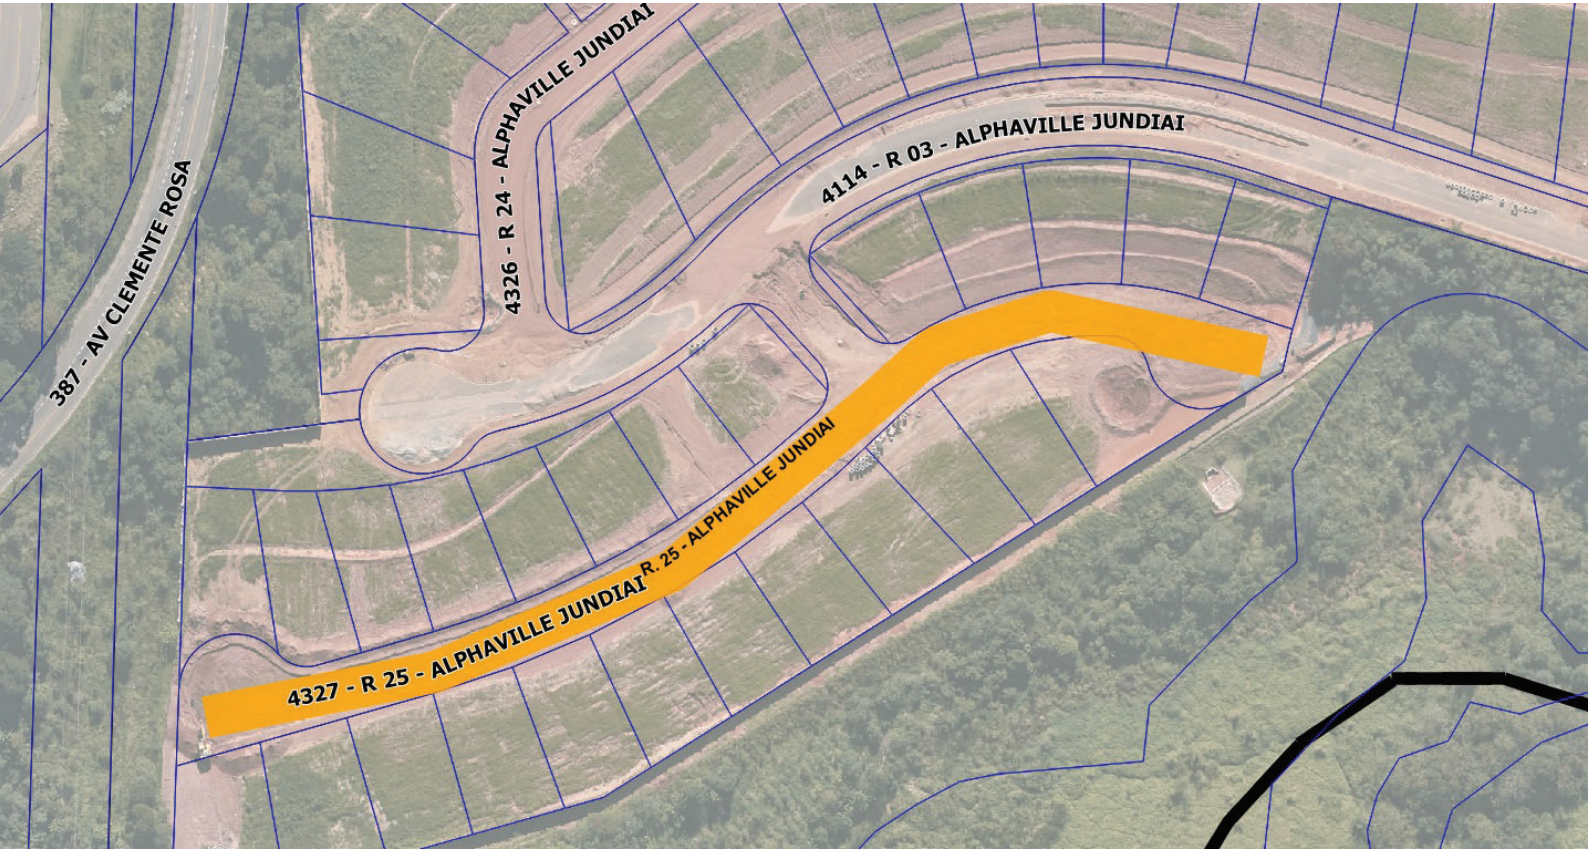 4326 - R 24 - ALPHAVILLE JUNDIAI
4114 - R 03 - ALPHAVILLE JUNDIAI
387 - AV CLEMENTE ROSA
R. 25 - ALPHAVILLE JUNDIAI
4327 - R 25 - ALPHAVILLE JUNDIAI